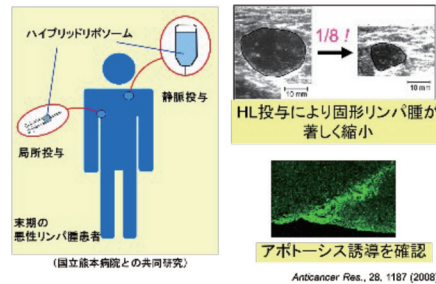 ハイブリッドリポソーム
静脈投与
局所投与
末期の
悪性リンパ腫患者
(国立熊本病院との共同研究)
1/8!
10 mm
10 mm
HL投与により固形リンパ腫が
著しく縮小
アポトーシス誘導を確認
Anticancer Res., 28, 1187 (2008)